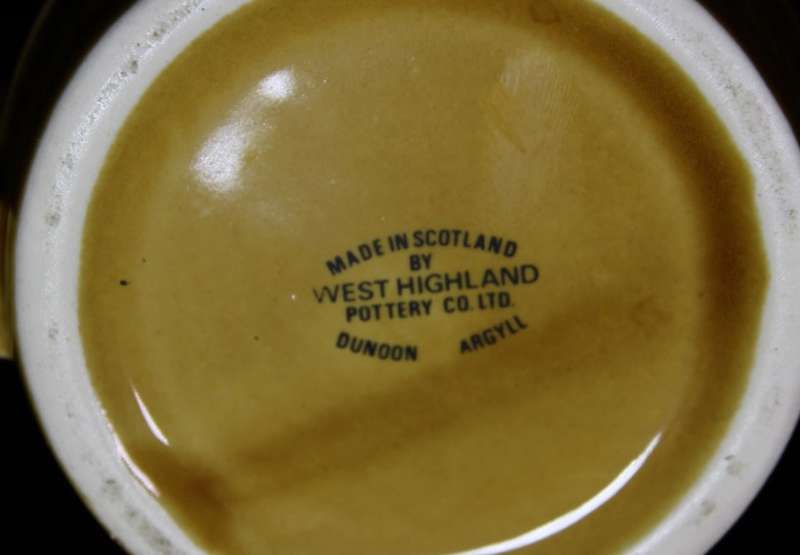 MADE IN SCOTLAND
BY
WEST HIGHLAND
POTTERY CO. LTD.
DUNOON ARGYLL